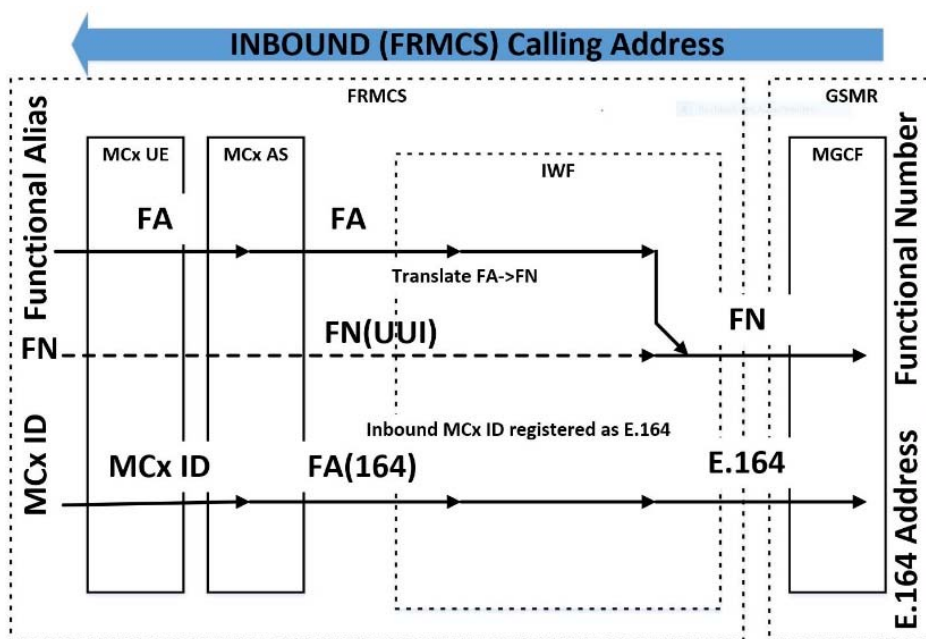 INBOUND (FRMCS) Calling Address
FRMCS
GSMR
Functional Alias
MCx UE
MCx AS
IWF
MGCF
Functional Number
FA
FA
Translate FA->FN
FN
FN
FN(UUI)
Inbound MCx ID registered as E.164
MCx ID
MCx ID
FA(164)
E.164
E.164 Address